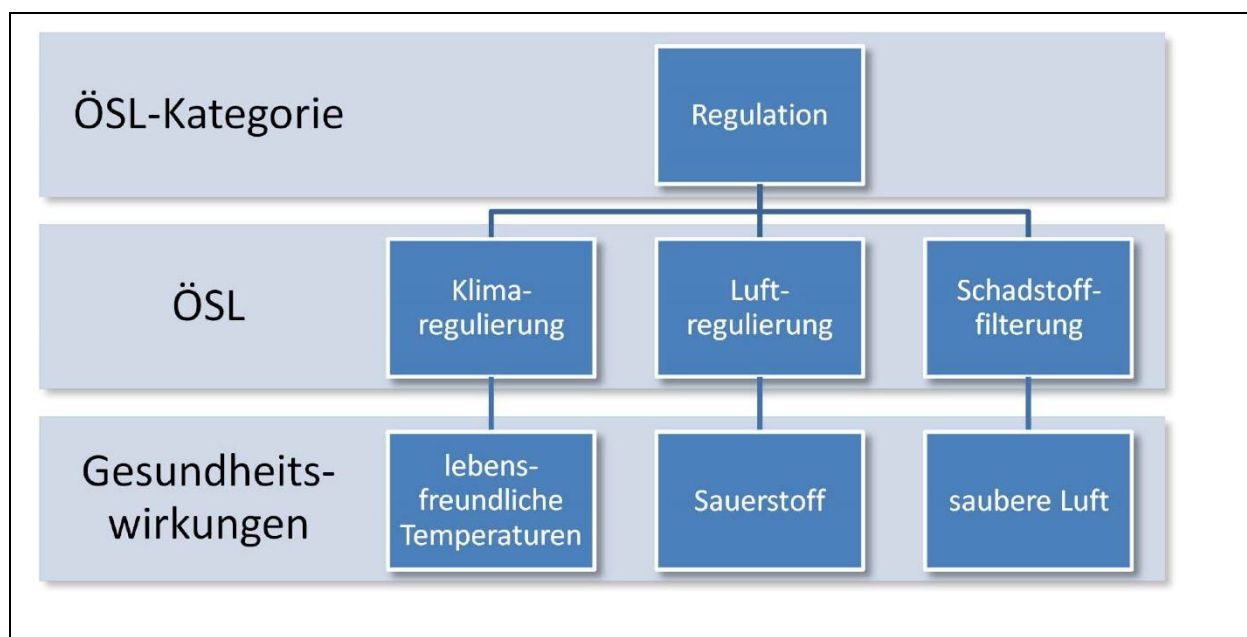 ÖSL-Kategorie
Regulation
ÖSL
Klima-
regulierung
Luft-
regulierung
Schadstoff-
filterung
Gesundheits-
wirkungen
lebens-
freundliche
Temperaturen
Sauerstoff
saubere Luft